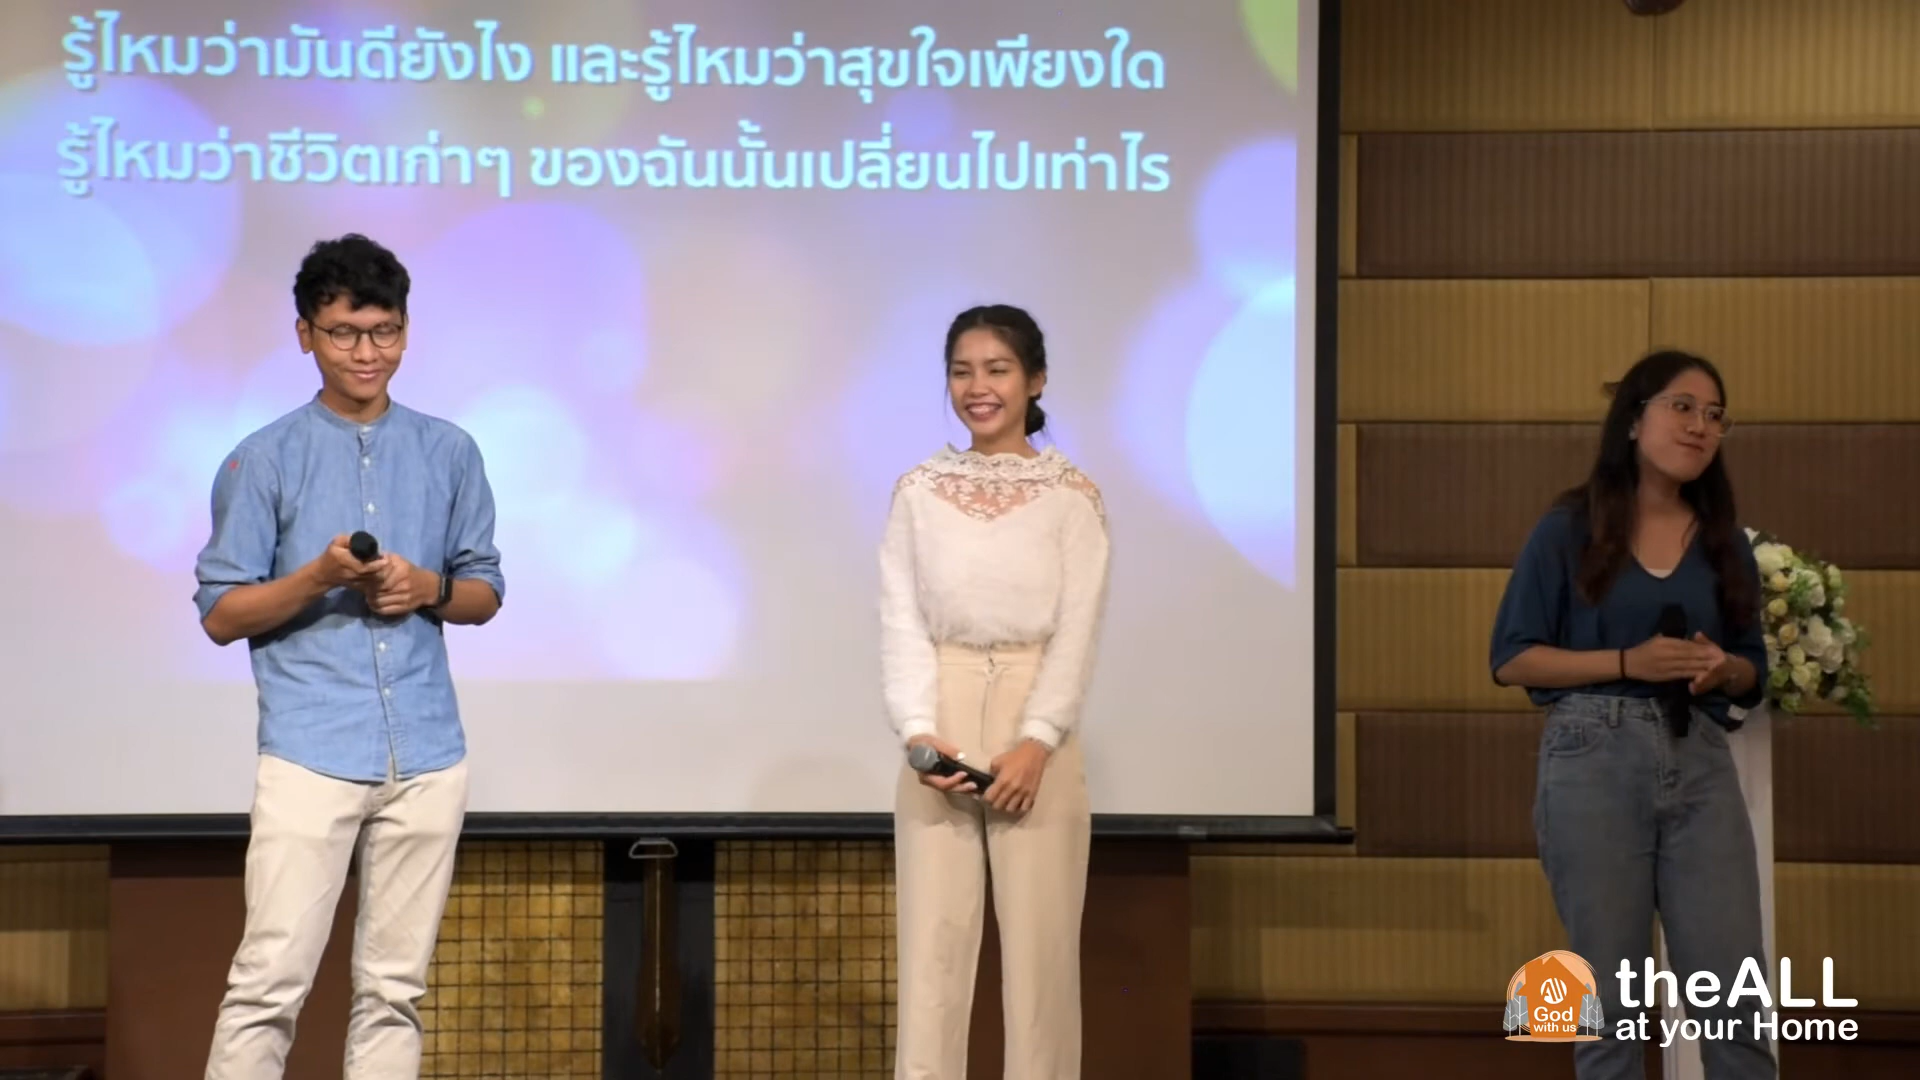 รู้ไหมว่ามันดียังไง และรู้ไหมว่าสุขใจเพียงใด
รู้ไหมว่าชีวิตเก่าๆ ของฉันนั้นเปลี่ยนไปเท่าไร
All
God
with us
theALL
at your Home